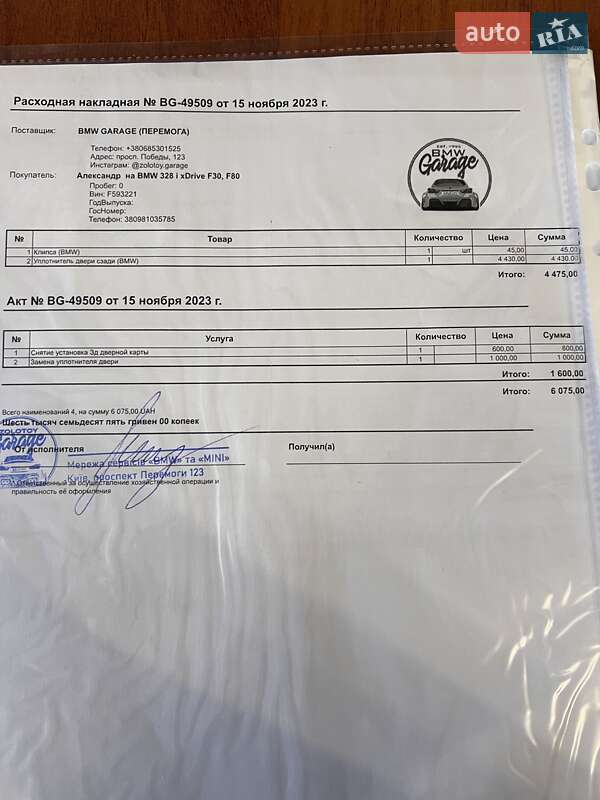 auto RIA
.com
Расходная накладная № BG-49509 от 15 ноября 2023 г.
Поставщик: BMW GARAGE (ПЕРЕМОГА)
Телефон: +380685301525
Адрес: просп. Победы, 123
Инстаграм: @zolotoy.garage
Покупатель: Александр на BMW 328 i xDrive F30, F80
Пробег: 0
Вин: F593221
ГодВыпуска:
ГосНомер:
Телефон: 380981035785
EST. 1995
BMW
Garage
№ Товар Количество Цена Сумма
1 Клипса (BMW) 1 шт 45,00 45,00
2 Уплотнитель двери сзади (BMW) 1 4 430,00 4 430,00
Итого: 4 475,00
Акт № BG-49509 от 15 ноября 2023 г.
№ Услуга Количество Цена Сумма
1 Снятие установка Зд дверной карты 1 600,00 600,00
2 Замена уплотнителя двери 1 1 000,00 1 000,00
Итого: 1 600,00
Итого: 6 075,00
Всего наименований 4, на сумму 6 075,00 UAH
Шесть тысяч семьдесят пять гривен 00 копеек
ZOLOTOY
Garage
От исполнителя Получил(а)
Мережа сервісів «BMW» та «MINI»
Київ, проспект Перемоги 123
* Ответственный за осуществление хозяйственной операции и
правильность её оформления